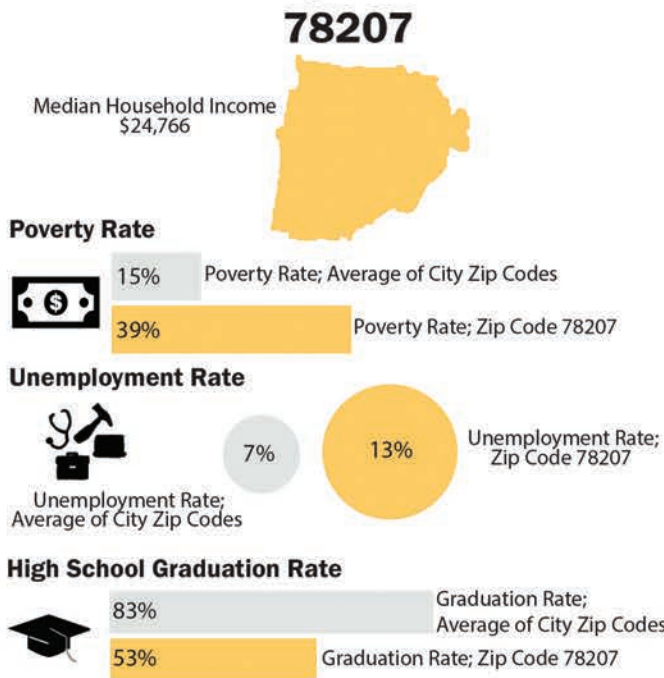 78207
Median Household Income
$24,766
Poverty Rate
$
15%
Poverty Rate; Average of City Zip Codes
39%
Poverty Rate; Zip Code 78207
Unemployment Rate
7%
13%
Unemployment Rate;
Zip Code 78207
Unemployment Rate;
Average of City Zip Codes
High School Graduation Rate
83%
Graduation Rate;
Average of City Zip Codes
53%
Graduation Rate; Zip Code 78207